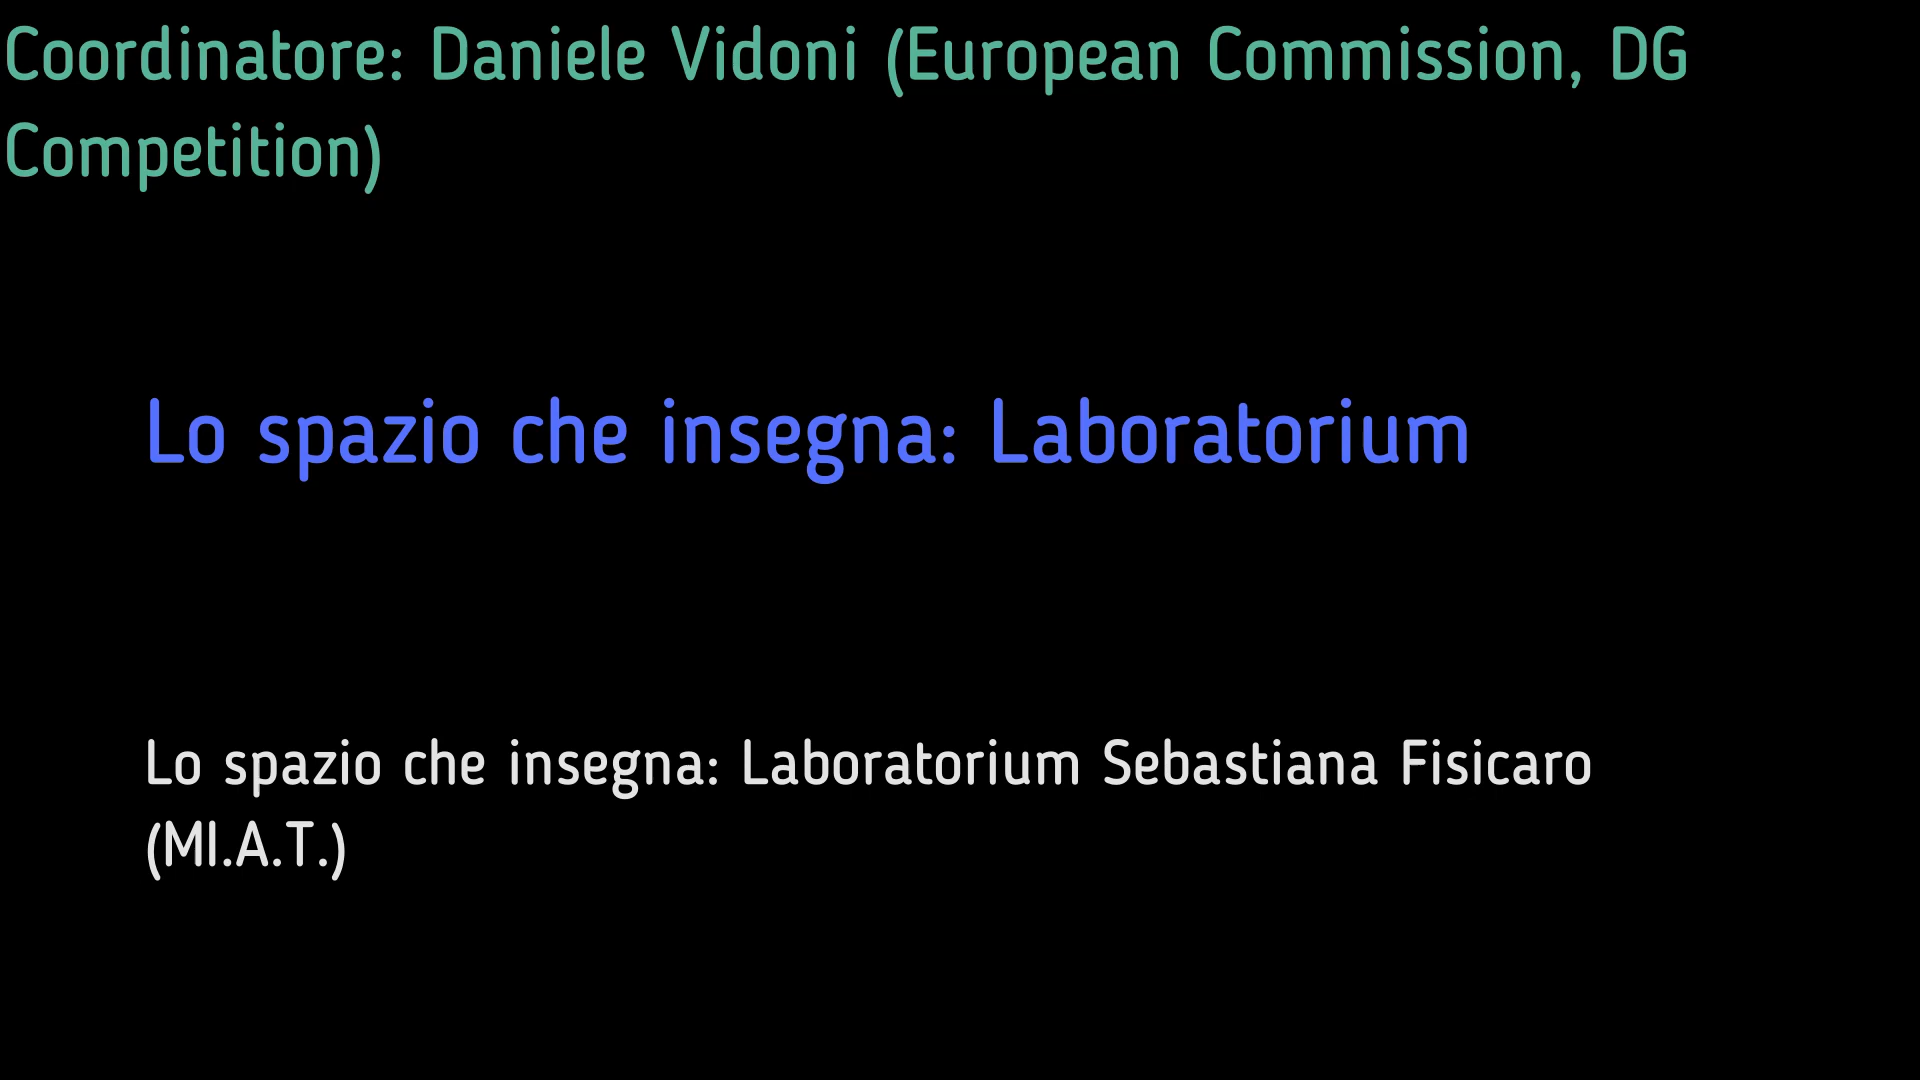 Coordinatore: Daniele Vidoni (European Commission, DG
Competition)
Lo spazio che insegna: Laboratorium
Lo spazio che insegna: Laboratorium Sebastiana Fisicaro
(MI.A.T.)